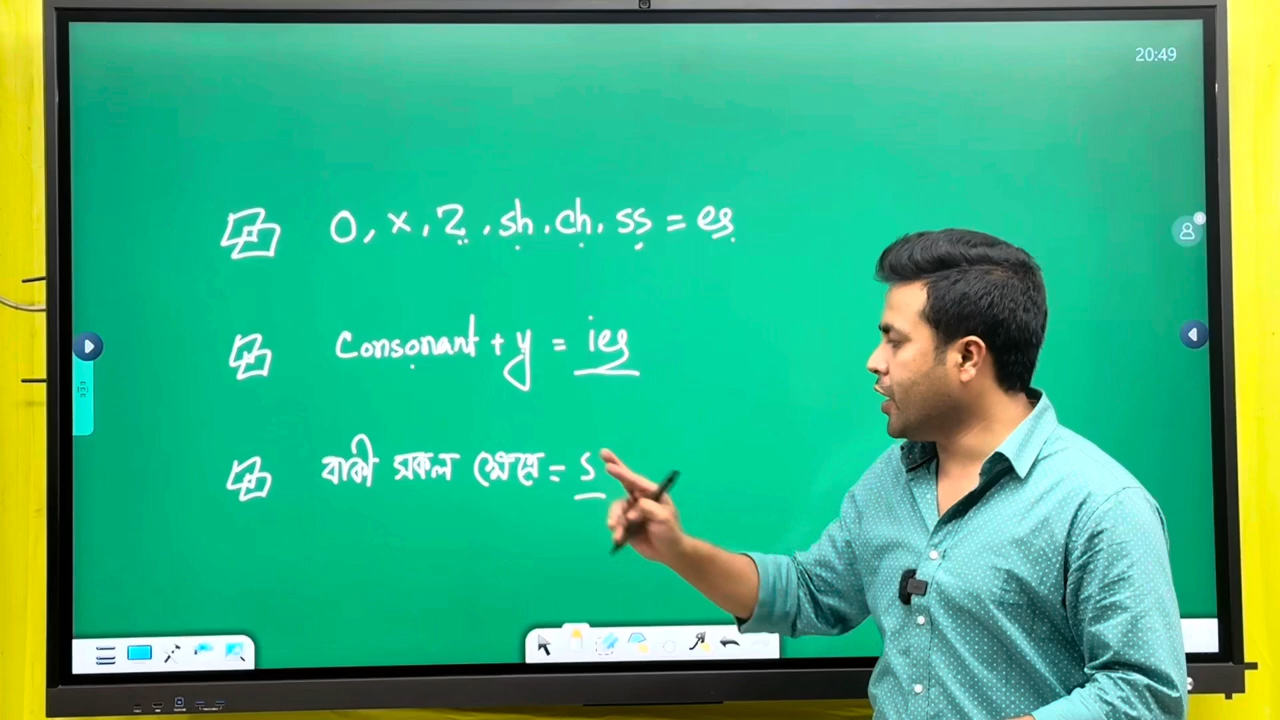 20:49
O, x, z, sh, ch, ss = es
Consonant + y = ies
বাকী সকল ক্ষেত্রে = s